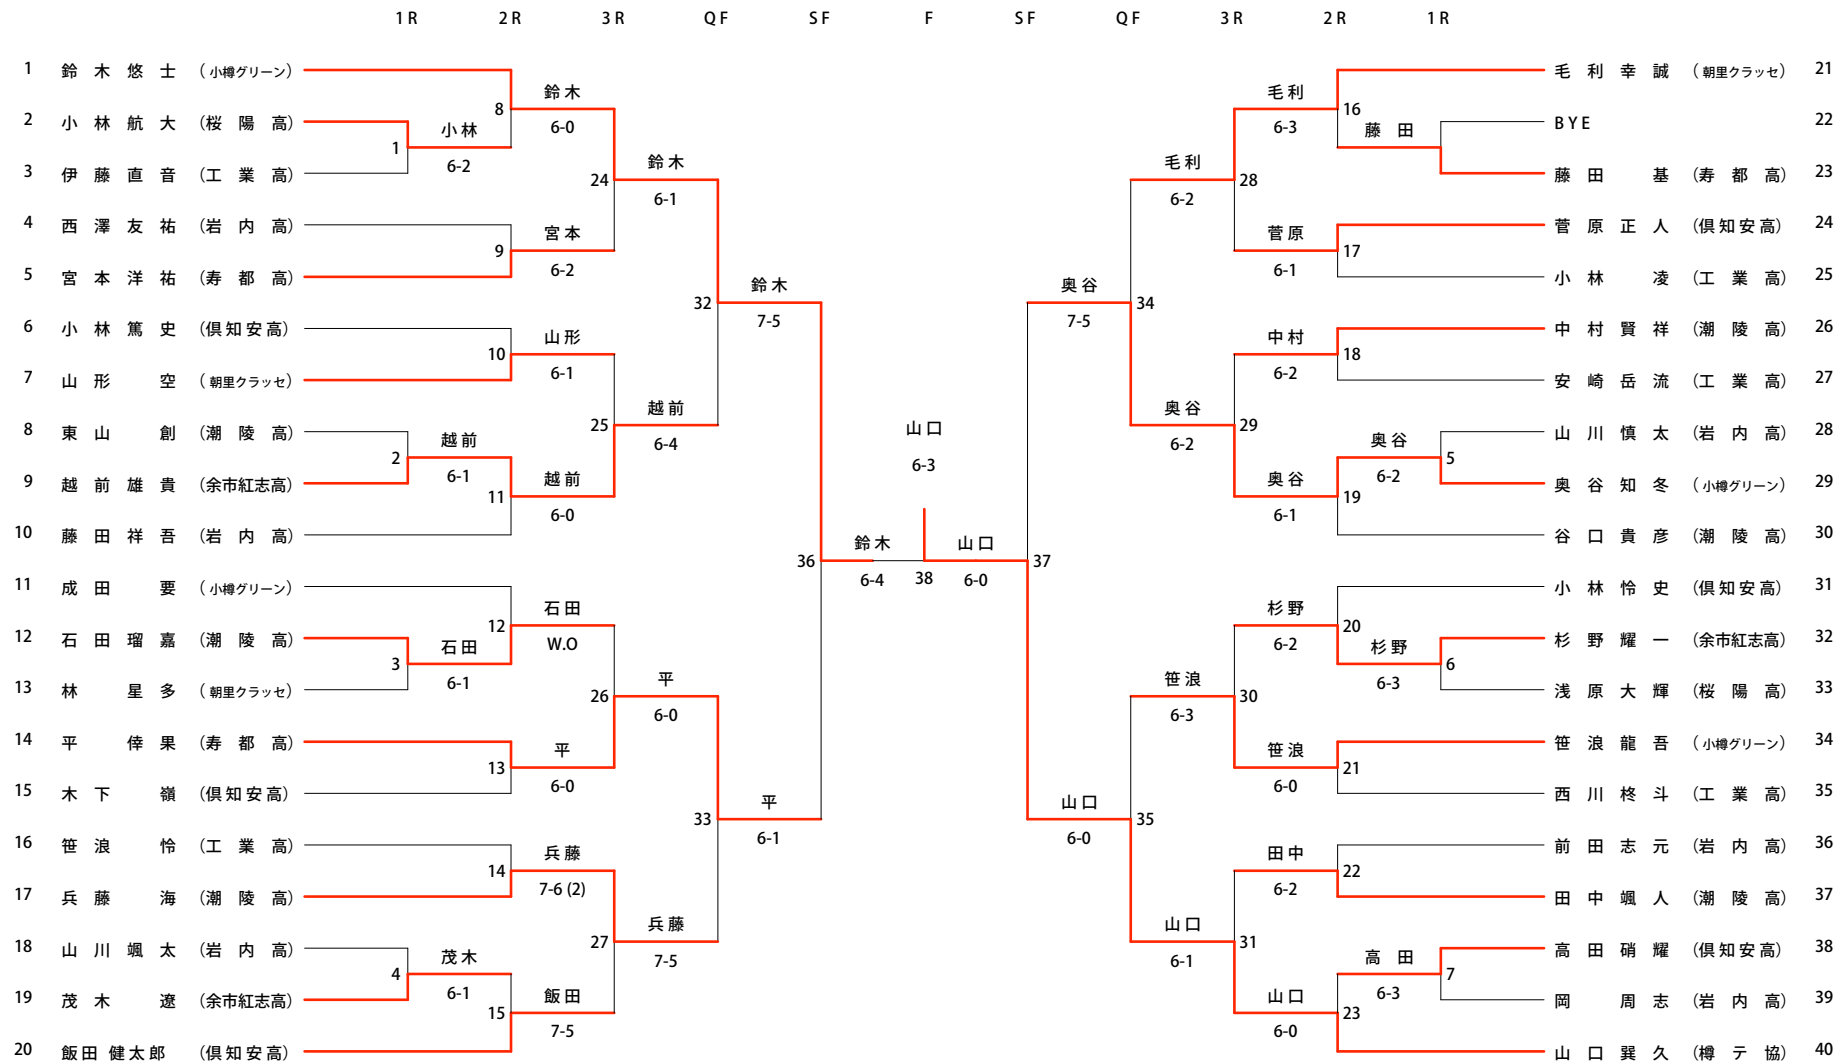 1R 2R 3R QF SF F SF QF 3R 2R 1R
1 鈴木悠士 (小樽グリーン)
2 小林航大 (桜陽高)
3 伊藤直音 (工業高)
4 西澤友祐 (岩内高)
5 宮本洋祐 (寿都高)
6 小林篤史 (倶知安高)
7 山形空 (朝里クラッセ)
8 東山創 (潮陵高)
9 越前雄貴 (余市紅志高)
10 藤田祥吾 (岩内高)
11 成田要 (小樽グリーン)
12 石田瑠嘉 (潮陵高)
13 林星多 (朝里クラッセ)
14 平倖果 (寿都高)
15 木下嶺 (倶知安高)
16 笹浪怜 (工業高)
17 兵藤海 (潮陵高)
18 山川颯太 (岩内高)
19 茂木遼 (余市紅志高)
20 飯田健太郎 (倶知安高)
1 小林 6-2
2 越前 6-1
3 石田 6-1
4 茂木 6-1
8 鈴木 6-0
9 宮本 6-2
10 山形 6-1
11 越前 6-0
12 石田 W.O
13 平 6-0
14 兵藤 7-6 (2)
15 飯田 7-5
24 鈴木 6-1
25 越前 6-4
26 平 6-0
27 兵藤 7-5
32 鈴木 7-5
33 平 6-1
36 鈴木 6-4
山口
6-3
38
山口 6-0 37
奥谷 7-5 34
山口 6-0 35
毛利 6-2 28
奥谷 6-2 29
笹浪 6-3 30
山口 6-1 31
毛利 6-3 16
菅原 6-1 17
中村 6-2 18
奥谷 6-1 19
杉野 6-2 20
笹浪 6-0 21
田中 6-2 22
山口 6-0 23
藤田
奥谷 6-2 5
杉野 6-3 6
高田 6-3 7
毛利幸誠 (朝里クラッセ) 21
BYE 22
藤田基 (寿都高) 23
菅原正人 (倶知安高) 24
小林凌 (工業高) 25
中村賢祥 (潮陵高) 26
安崎岳流 (工業高) 27
山川慎太 (岩内高) 28
奥谷知冬 (小樽グリーン) 29
谷口貴彦 (潮陵高) 30
小林怜史 (倶知安高) 31
杉野耀一 (余市紅志高) 32
浅原大輝 (桜陽高) 33
笹浪龍吾 (小樽グリーン) 34
西川柊斗 (工業高) 35
前田志元 (岩内高) 36
田中颯人 (潮陵高) 37
高田硝耀 (倶知安高) 38
岡周志 (岩内高) 39
山口巽久 (樽テ協) 40